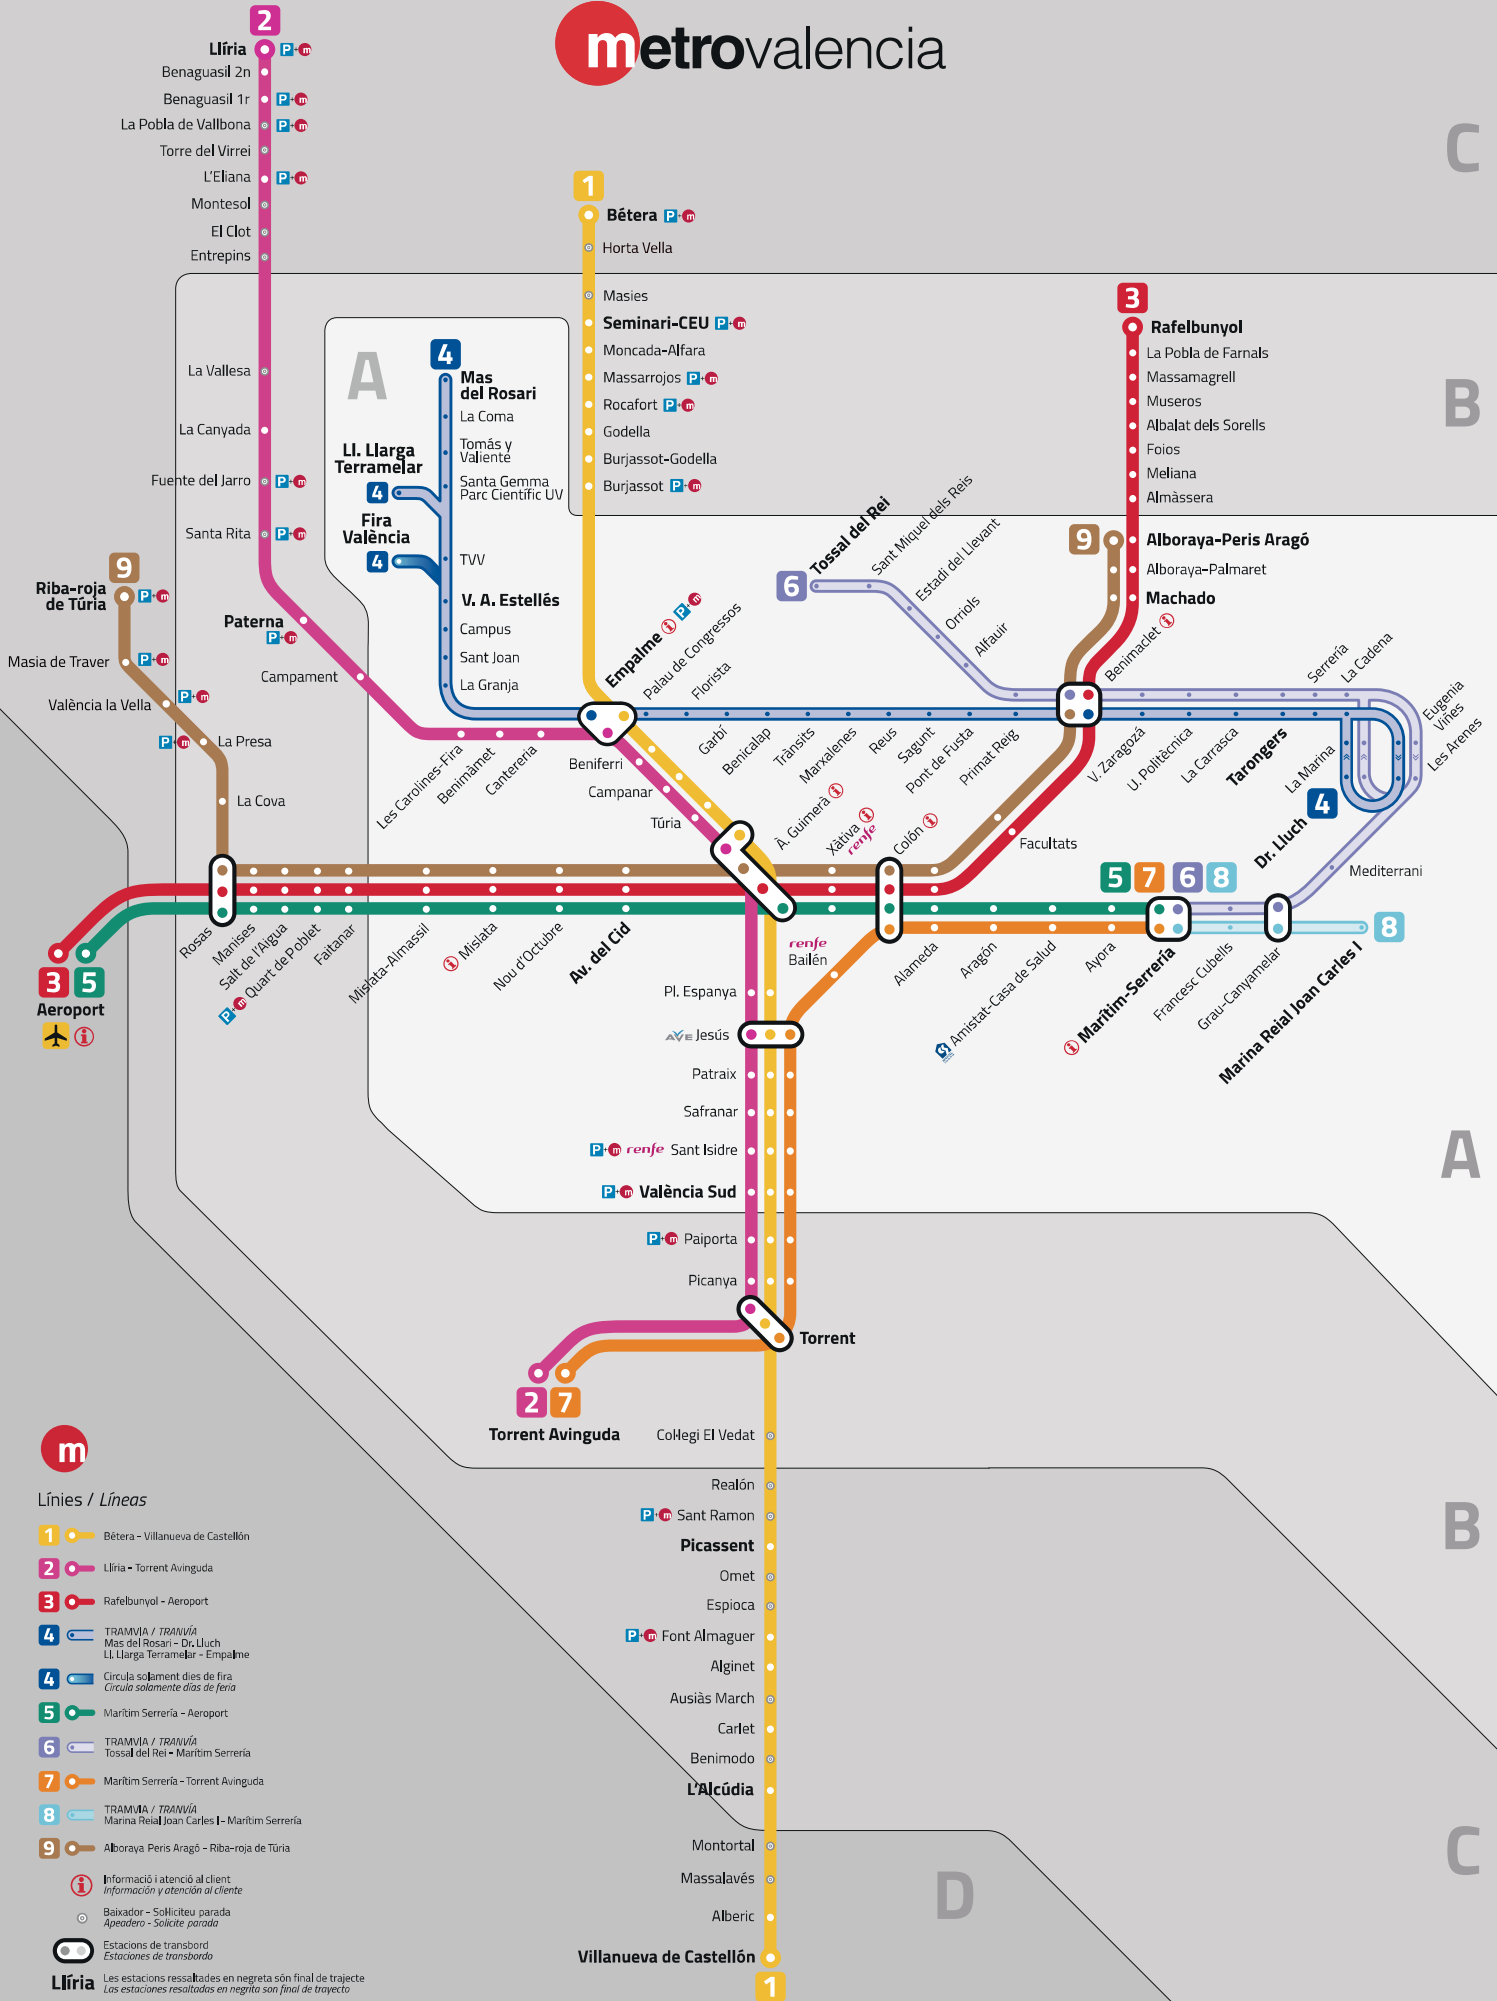 metrovalencia
2
Llíria P m
Benaguasil 2n
Benaguasil 1r P m
La Pobla de Vallbona P m
Torre del Virrei
L'Eliana P m
Montesol
El Clot
Entrepins
La Vallesa
La Canyada
Fuente del Jarro P m
Santa Rita P m
Paterna
P m
Campament
Les Carolines-Fira
Benimàmet
Cantereria
C
1
Bétera P m
Horta Vella
Masies
Seminari-CEU P m
Moncada-Alfara
Massarrojos P m
Rocafort P m
Godella
Burjassot-Godella
Burjassot P m
A
4
Mas
del Rosari
La Coma
Tomás y
Valiente
Santa Gemma
Parc Científic UV
Ll. Llarga
Terramelar
4
Fira
València
4
TVV
V. A. Estellés
Campus
Sant Joan
La Granja
3
Rafelbunyol
La Pobla de Farnals
Massamagrell
Museros
Albalat dels Sorells
Foios
Meliana
Almàssera
B
9
Alboraya-Peris Aragó
Alboraya-Palmaret
Machado
Benimaclet i
6
Tossal del Rei
Sant Miquel dels Reis
Estadi del Llevant
Orriols
Alfauir
9
Riba-roja
de Túria
P m
Masia de Traver P m
València la Vella P m
P m La Presa
La Cova
Empalme i P m
Palau de Congressos
Florista
Garbí
Benicalap
Trànsits
Marxalenes
Reus
Sagunt
Pont de Fusta
Primat Reig
V. Zaragozà
U. Politècnica
La Carrasca
Tarongers
Serrería
La Cadena
La Marina
Eugenia
Viñes
Les Arenes
Dr. Lluch
4
Mediterrani
Beniferri
Campanar
Túria
À. Guimerà i
Xàtiva i
renfe
Colón i
Facultats
5 7 6 8
8
Rosas
Manises
Salt de l'Aigua
P m Quart de Poblet
Faitanar
Mislata-Almassil
i Mislata
Nou d'Octubre
Av. del Cid
3 5
Aeroport
i
renfe
Bailén
Alameda
Aragón
Amistat-Casa de Salud
Ayora
i Marítim-Serrería
Francesc Cubells
Grau-Canyamelar
Marina Reial Joan Carles I
Pl. Espanya
AVE Jesús
Patraix
Safranar
P m renfe Sant Isidre
P m València Sud
P m Paiporta
Picanya
Torrent
2 7
Torrent Avinguda
A
Col·legi El Vedat
Realón
P m Sant Ramon
Picassent
Omet
Espioca
P m Font Almaguer
Alginet
Ausiàs March
Carlet
Benimodo
L'Alcúdia
Montortal
Massalavés
Alberic
Villanueva de Castellón
1
B
C
D
m
Línies / Líneas
1 Bétera - Villanueva de Castellón
2 Llíria - Torrent Avinguda
3 Rafelbunyol - Aeroport
4 TRAMVIA / TRANVÍA
Mas del Rosari - Dr. Lluch
Ll. Llarga Terramelar - Empalme
4 Circula solament dies de fira
Circula solamente días de feria
5 Marítim Serrería - Aeroport
6 TRAMVIA / TRANVÍA
Tossal del Rei - Marítim Serrería
7 Marítim Serrería - Torrent Avinguda
8 TRAMVIA / TRANVÍA
Marina Reial Joan Carles I - Marítim Serrería
9 Alboraya Peris Aragó - Riba-roja de Túria
i Informació i atenció al client
Información y atención al cliente
Baixador - Sol·liciteu parada
Apeadero - Solicite parada
Estacions de transbord
Estaciones de transbordo
Llíria Les estacions ressaltades en negreta són final de trajecte
Las estaciones resaltadas en negrita son final de trayecto